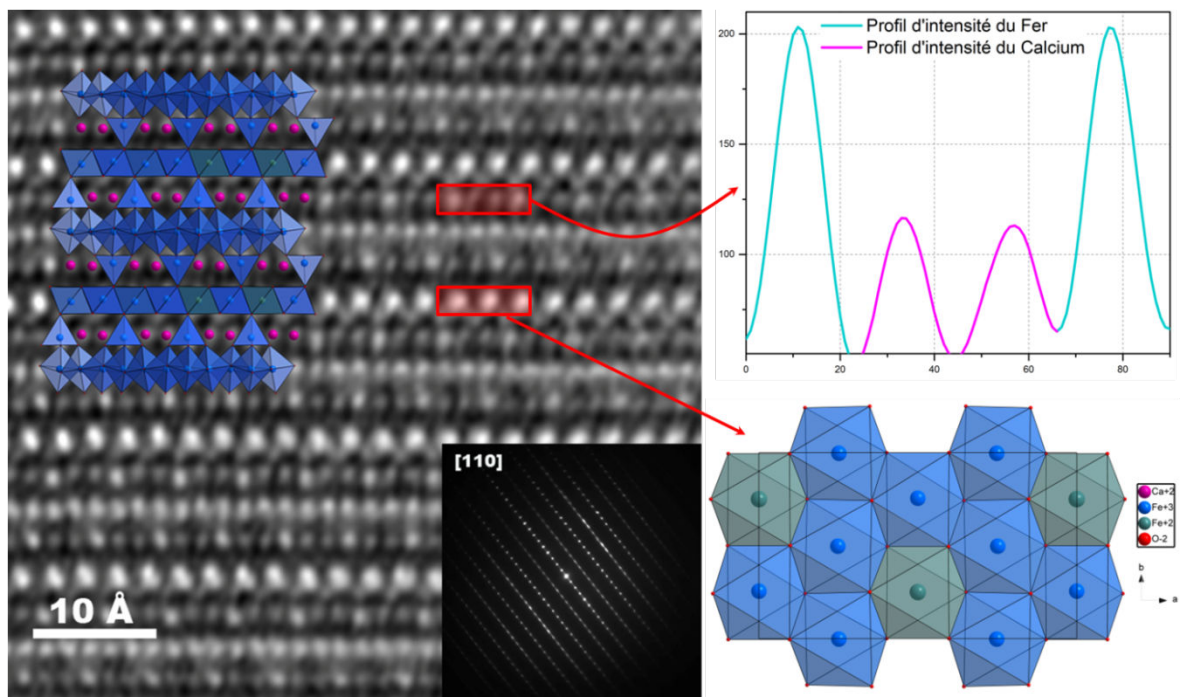 [110]
10 Å
Profil d'intensité du Fer
Profil d'intensité du Calcium
200
150
100
0
20
40
60
80
Ca+2
Fe+3
Fe+2
O-2
b
a